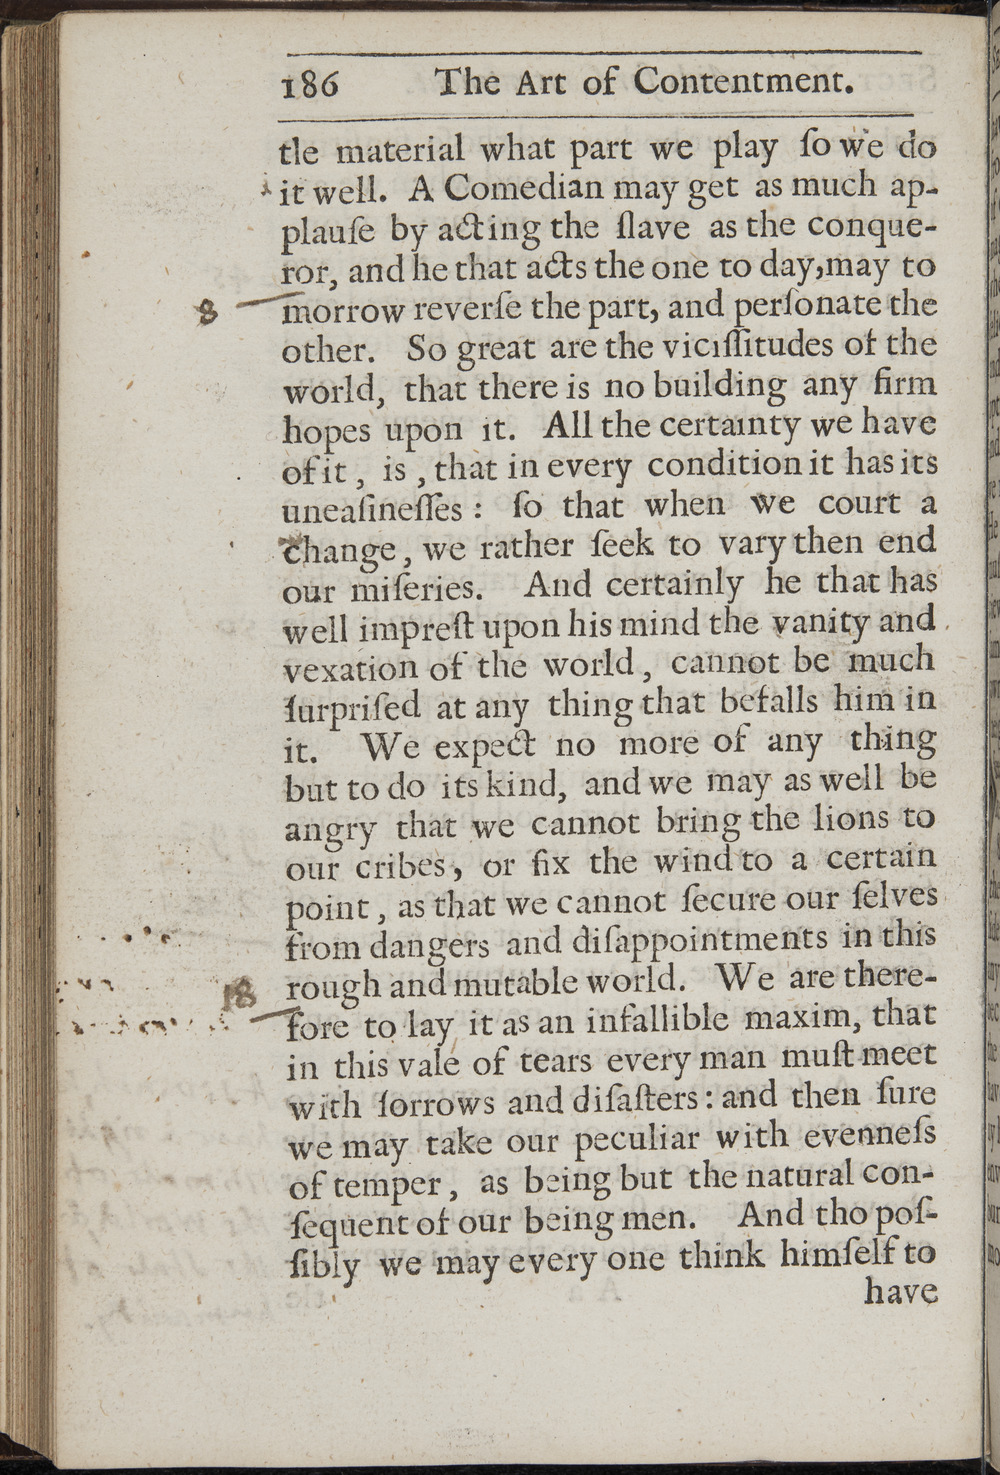 186 The Art of Contentment.
tle material what part we play ſo we do
it well. A Comedian may get as much ap-
plauſe by acting the ſlave as the conque-
ror, and he that acts the one to day,may to
8
morrow reverſe the part, and perſonate the
other. So great are the viciſſitudes of the
world, that there is no building any firm
hopes upon it. All the certainty we have
of it , is , that in every condition it has its
uneaſineſſes : ſo that when we court a
change, we rather ſeek to vary then end
our miſeries. And certainly he that has
well impreſt upon his mind the vanity and
vexation of the world , cannot be much
ſurpriſed at any thing that befalls him in
it. We expect no more of any thing
but to do its kind, and we may as well be
angry that we cannot bring the lions to
our cribes, or fix the wind to a certain
point , as that we cannot ſecure our ſelves
from dangers and diſappointments in this
18
rough and mutable world. We are there-
fore to lay it as an infallible maxim, that
in this vale of tears every man muſt meet
with ſorrows and diſaſters : and then ſure
we may take our peculiar with evenneſs
of temper , as being but the natural con-
ſequent of our being men. And tho poſ-
ſibly we may every one think himſelf to
have